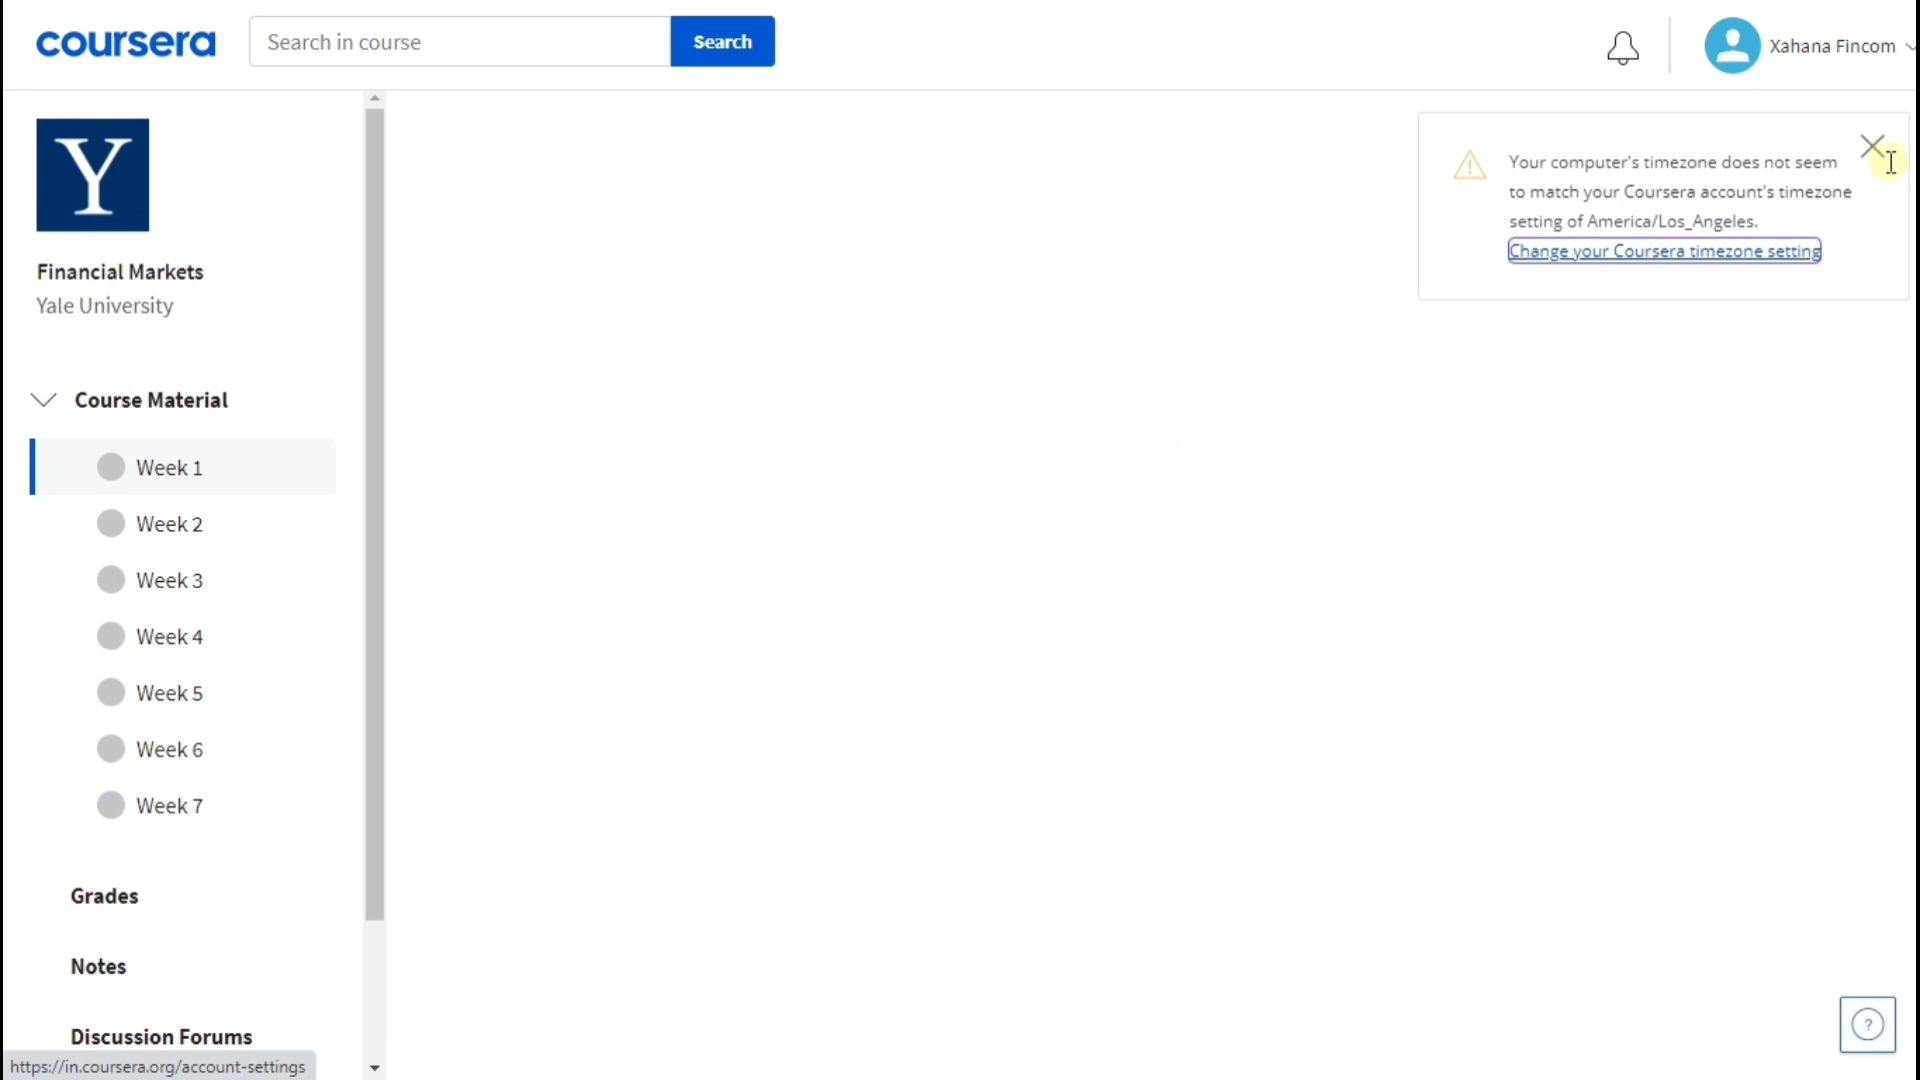 coursera
Search in course
Search
Xahana Fincom
Y
Financial Markets
Yale University
Course Material
Week 1
Week 2
Week 3
Week 4
Week 5
Week 6
Week 7
Grades
Notes
Discussion Forums
https://in.coursera.org/account-settings
Your computer's timezone does not seem
to match your Coursera account's timezone
setting of America/Los_Angeles.
Change your Coursera timezone setting
?